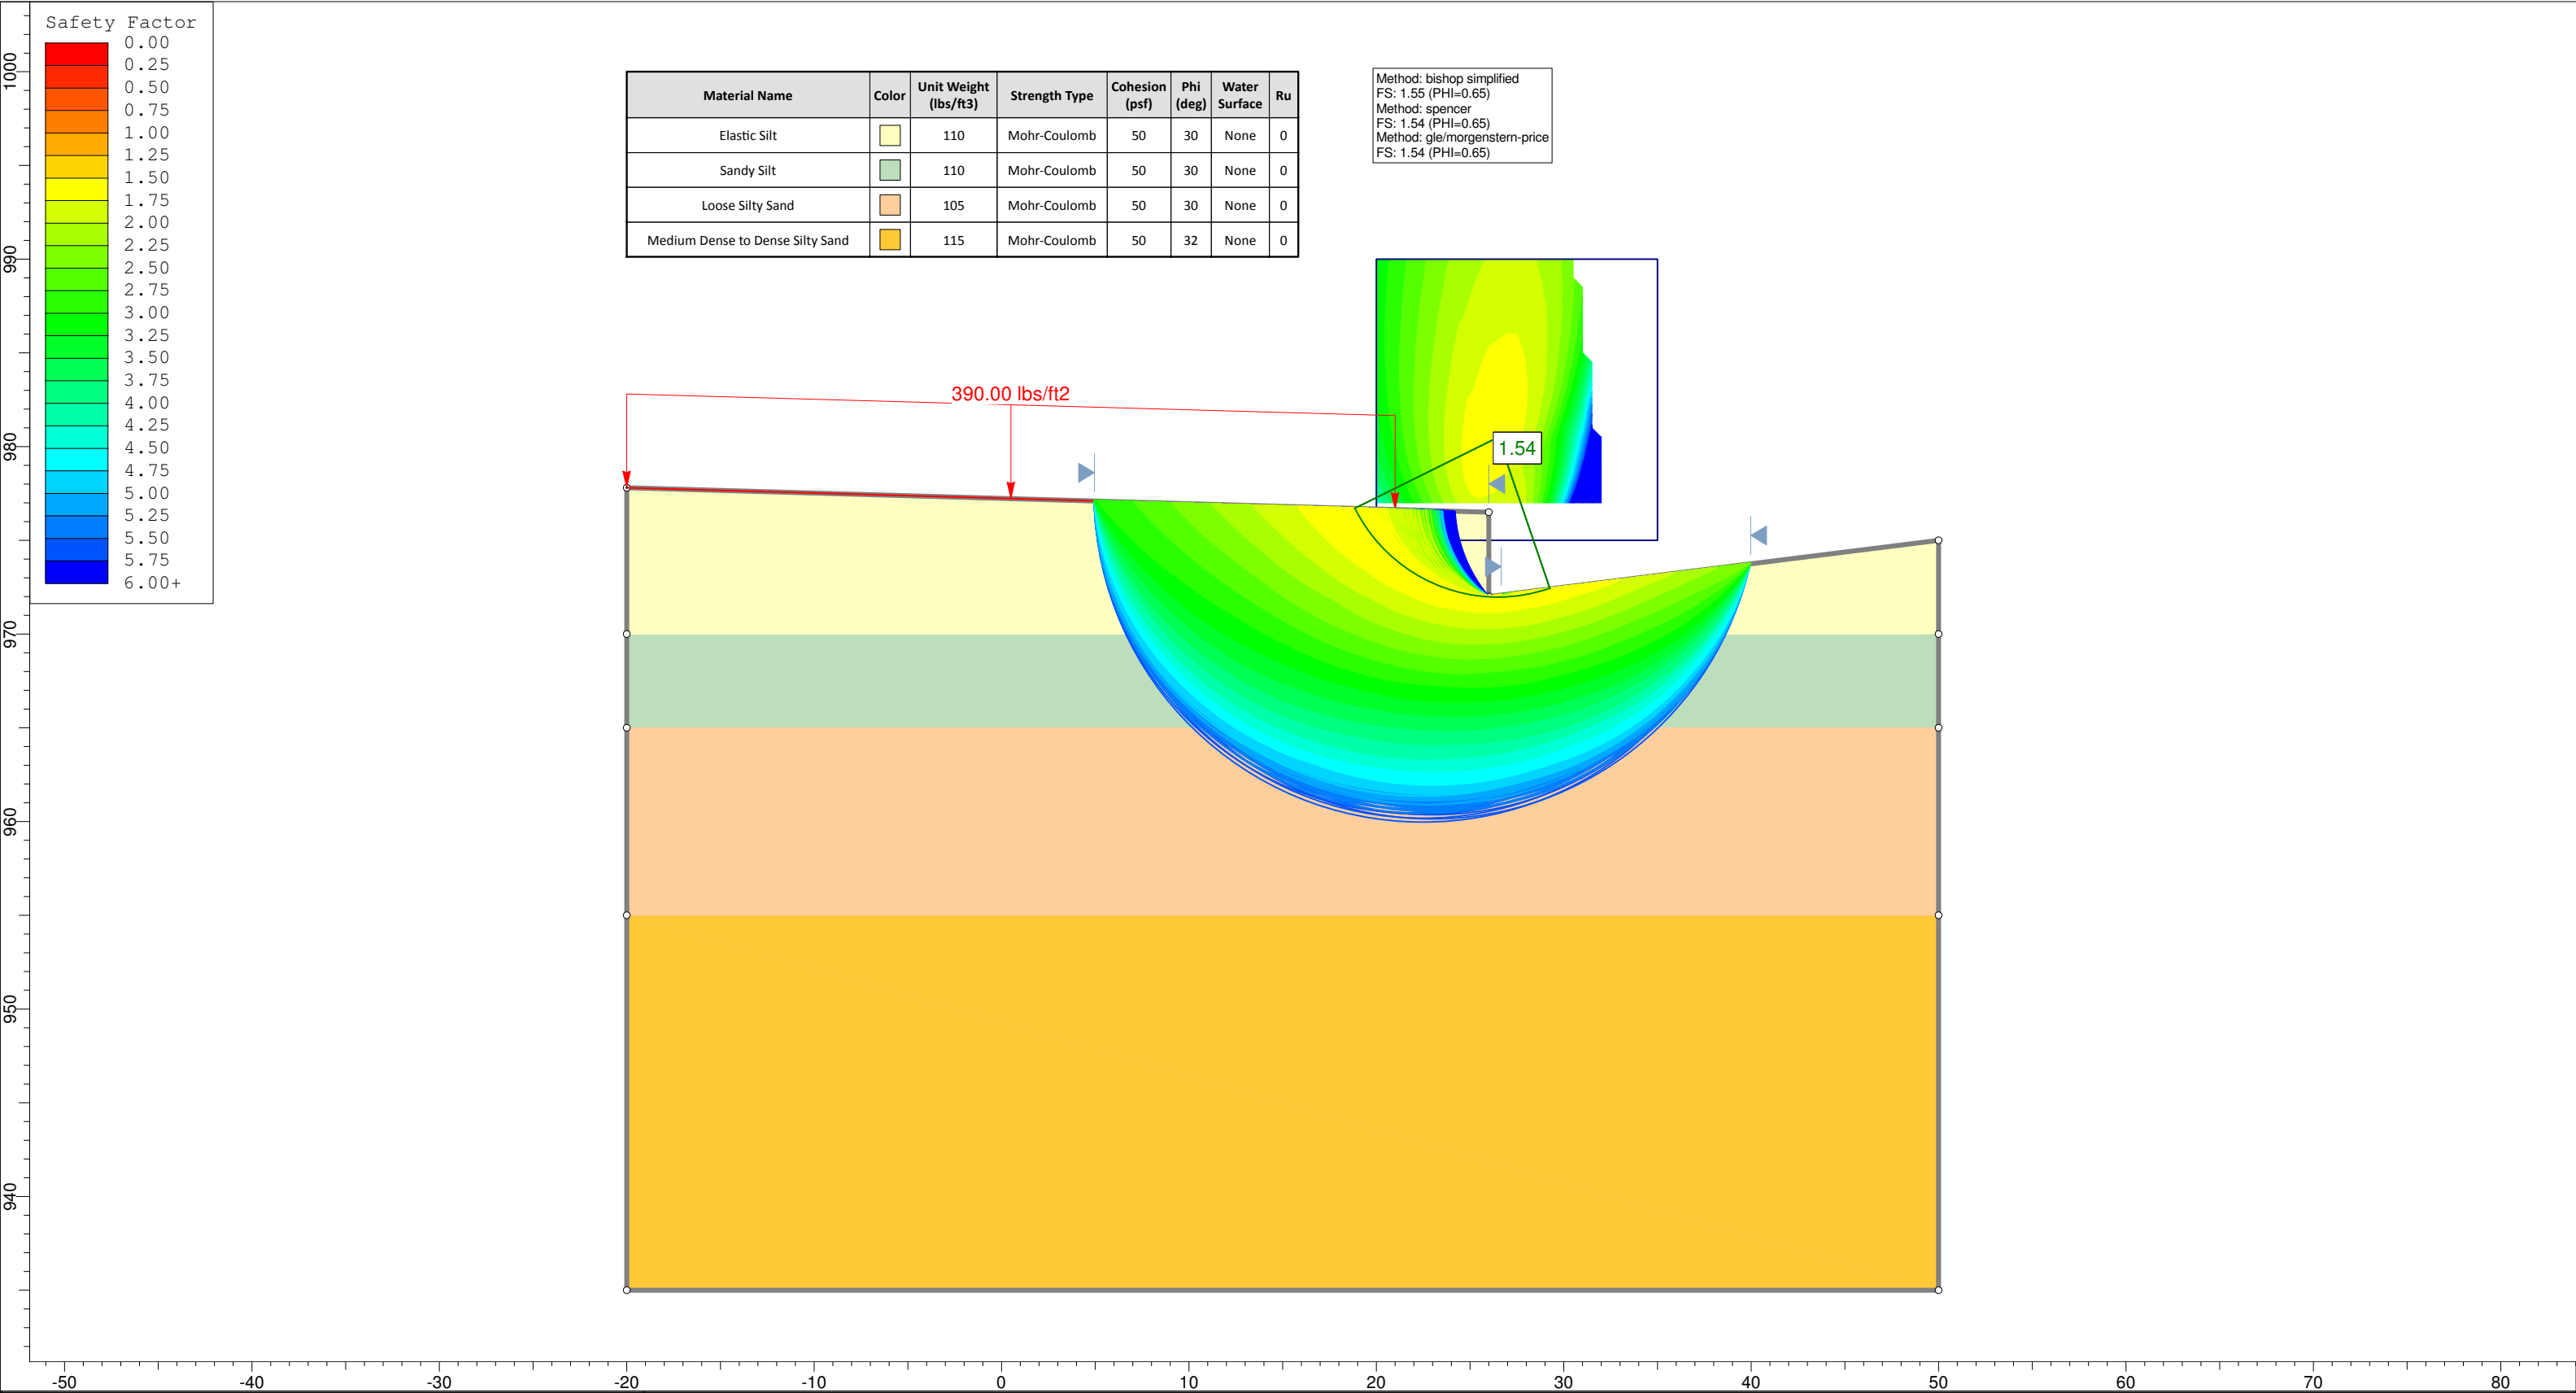 Safety Factor
0.00
0.25
0.50
0.75
1.00
1.25
1.50
1.75
2.00
2.25
2.50
2.75
3.00
3.25
3.50
3.75
4.00
4.25
4.50
4.75
5.00
5.25
5.50
5.75
6.00+
Material Name Color Unit Weight (lbs/ft3) Strength Type Cohesion (psf) Phi (deg) Water Surface Ru
Elastic Silt 110 Mohr-Coulomb 50 30 None 0
Sandy Silt 110 Mohr-Coulomb 50 30 None 0
Loose Silty Sand 105 Mohr-Coulomb 50 30 None 0
Medium Dense to Dense Silty Sand 115 Mohr-Coulomb 50 32 None 0
Method: bishop simplified
FS: 1.55 (PHI=0.65)
Method: spencer
FS: 1.54 (PHI=0.65)
Method: gle/morgenstern-price
FS: 1.54 (PHI=0.65)
390.00 lbs/ft2
1.54
1000
990
980
970
960
950
940
-50 -40 -30 -20 -10 0 10 20 30 40 50 60 70 80